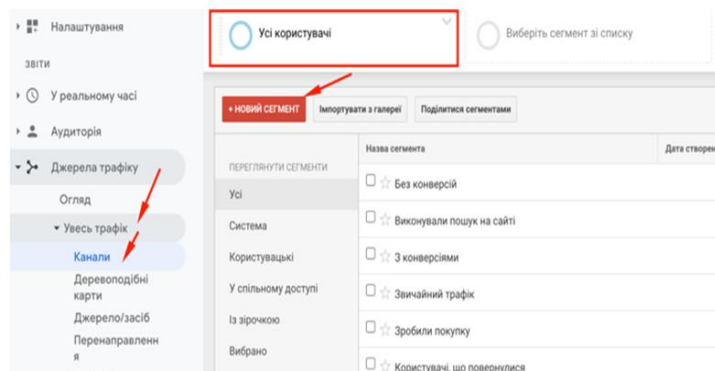 Налаштування
ЗВІТИ
У реальному часі
Аудиторія
Джерела трафіку
Огляд
Увесь трафік
Канали
Деревоподібні
карти
Джерело/засіб
Перенаправленн
я
Усі користувачі
Виберіть сегмент зі списку
+ НОВИЙ СЕГМЕНТ
Імпортувати з галереї
Поділитися сегментами
ПЕРЕГЛЯНУТИ СЕГМЕНТИ
Усі
Система
Користувацькі
У спільному доступі
Із зірочкою
Вибрано
Назва сегмента
Дата створен
Без конверсій
Виконували пошук на сайті
З конверсіями
Звичайний трафік
Зробили покупку
Користувачі, що повернулися